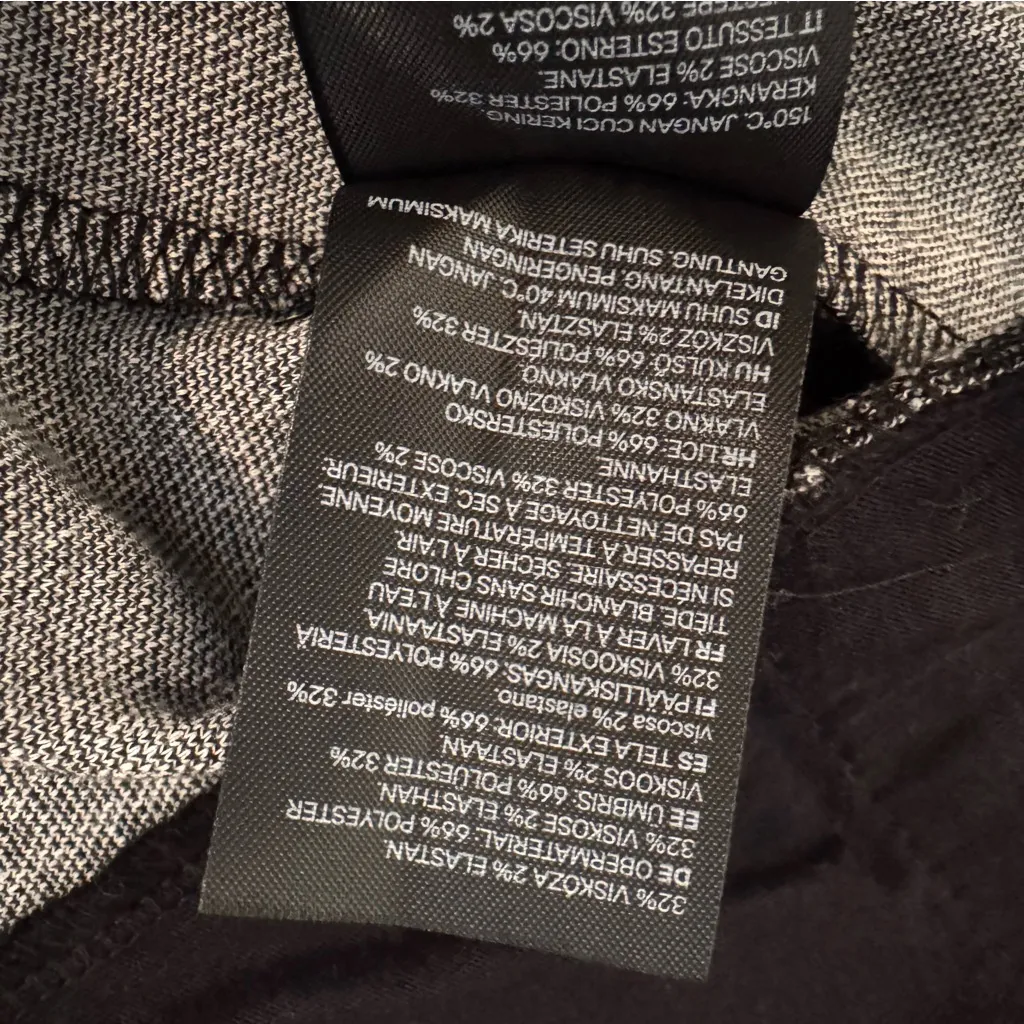 32% VISKÓZA 2% ELASTAN.
DE OBERMATERIAL: 66% POLYESTER
32% VISKOSE 2% ELASTHAN
EE UMBRIS: 66% POLUESTER 32%
VISKOOS 2% ELASTAAN
ES TELA EXTERIOR: 66% poliéster 32%
viscosa 2% elastano.
FI PÄÄLLISKANGAS: 66% POLYESTERIÄ
32% VISKOOSIA 2% ELASTAANIA
FR LAVER À LA MACHINE À L'EAU
TIÈDE. BLANCHIR SANS CHLORE
SI NÉCESSAIRE. SÉCHER À L'AIR.
REPASSER À TEMPÉRATURE MOYENNE
PAS DE NETTOYAGE À SEC. EXTÉRIEUR:
66% POLYESTER 32% VISCOSE 2%
ELASTHANNE
HR LICE: 66% POLIESTERSKO
VLAKNO 32% VISKOZNO VLAKNO 2%
ELASTANSKO VLAKNO.
HU KÜLSŐ: 66% POLIÉSZTER 32%
VISZKÓZ 2% ELASZTÁN.
ID SUHU MAKSIMUM 40°C. JANGAN
DIKELANTANG. PENGERINGAN
GANTUNG. SUHU SETERIKA MAKSIMUM
150°C. JANGAN CUCI KERING
KERANGKA: 66% POLIESTER 32%
VISCOSE 2% ELASTANE.
IT TESSUTO ESTERNO: 66%
32% VISCOSA 2%